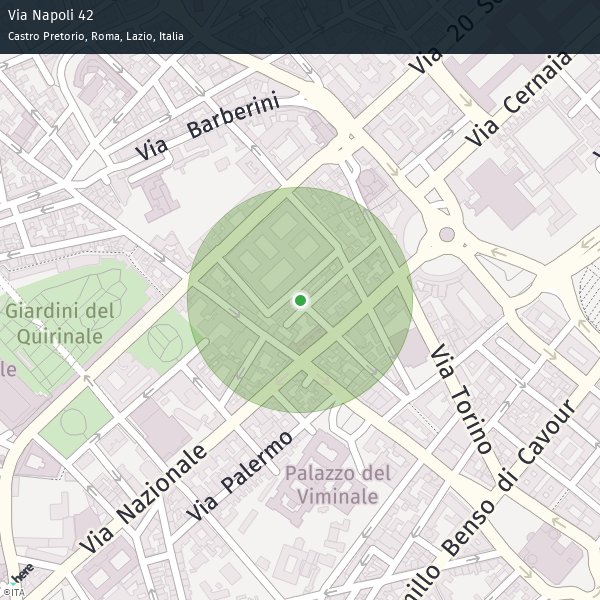 Via Napoli 42
Castro Pretorio, Roma, Lazio, Italia
Via 20 Se
Via Cernaia
Via Barberini
Giardini del
Quirinale
le
Via Torino
Via Nazionale
Via Palermo
Palazzo del
Viminale
millo Benso di Cavour
here
©ITA